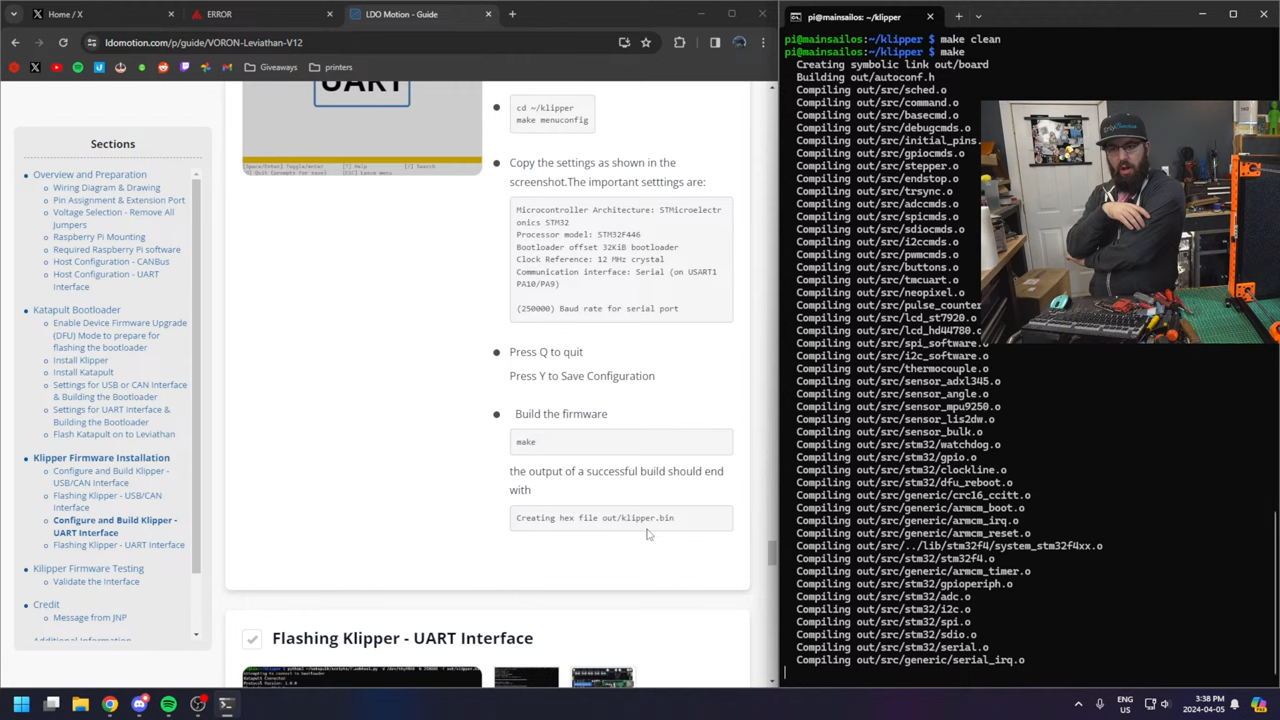 X
Home / X
ERROR
LDO Motion - Guide
ldomotion.com/p/guide/VORON-Leviathan-V12
Giveaways
printers
Sections
Overview and Preparation
Wiring Diagram & Drawing
Pin Assignment & Extension Port
Voltage Selection - Remove All
Jumpers
Raspberry Pi Mounting
Required Raspberry Pi software
Host Configuration - CANBus
Host Configuration - UART
Interface
Katapult Bootloader
Enable Device Firmware Upgrade
(DFU) Mode to prepare for
flashing the bootloader
Install Klipper
Install Katapult
Settings for USB or CAN Interface
& Building the Bootloader
Settings for UART Interface &
Building the Bootloader
Flash Katapult on to Leviathan
Klipper Firmware Installation
Configure and Build Klipper -
USB/CAN Interface
Flashing Klipper - USB/CAN
Interface
Configure and Build Klipper -
UART Interface
Flashing Klipper - UART Interface
Kilipper Firmware Testing
Validate the Interface
Credit
Message from JNP
Additional Information
UART
cd ~/klipper
make menuconfig
Copy the settings as shown in the
screenshot.The important setttings are:
Microcontroller Architecture: STMicroelectr
onics STM32
Processor model: STM32F446
Bootloader offset 32KiB bootloader
Clock Reference: 12 MHz crystal
Communication interface: Serial (on USART1
PA10/PA9)
(250000) Baud rate for serial port
Press Q to quit
Press Y to Save Configuration
Build the firmware
make
the output of a successful build should end
with
Creating hex file out/klipper.bin
Flashing Klipper - UART Interface
pi@mainsailos: ~/klipper
pi@mainsailos:~/klipper $ make clean
pi@mainsailos:~/klipper $ make
Creating symbolic link out/board
Building out/autoconf.h
Compiling out/src/sched.o
Compiling out/src/command.o
Compiling out/src/basecmd.o
Compiling out/src/debugcmds.o
Compiling out/src/initial_pins.
Compiling out/src/gpiocmds.o
Compiling out/src/stepper.o
Compiling out/src/endstop.o
Compiling out/src/trsync.o
Compiling out/src/adccmds.o
Compiling out/src/spicmds.o
Compiling out/src/sdiocmds.o
Compiling out/src/i2ccmds.o
Compiling out/src/pwmcmds.o
Compiling out/src/buttons.o
Compiling out/src/tmcuart.o
Compiling out/src/neopixel.o
Compiling out/src/pulse_counter
Compiling out/src/lcd_st7920.o
Compiling out/src/lcd_hd44780.
Compiling out/src/spi_software.o
Compiling out/src/i2c_software.o
Compiling out/src/thermocouple.o
Compiling out/src/sensor_adxl345.o
Compiling out/src/sensor_angle.o
Compiling out/src/sensor_mpu9250.o
Compiling out/src/sensor_lis2dw.o
Compiling out/src/sensor_bulk.o
Compiling out/src/stm32/watchdog.o
Compiling out/src/stm32/gpio.o
Compiling out/src/stm32/clockline.o
Compiling out/src/stm32/dfu_reboot.o
Compiling out/src/generic/crc16_ccitt.o
Compiling out/src/generic/armcm_boot.o
Compiling out/src/generic/armcm_irq.o
Compiling out/src/generic/armcm_reset.o
Compiling out/src/../lib/stm32f4/system_stm32f4xx.o
Compiling out/src/stm32/stm32f4.o
Compiling out/src/generic/armcm_timer.o
Compiling out/src/stm32/gpioperiph.o
Compiling out/src/stm32/adc.o
Compiling out/src/stm32/i2c.o
Compiling out/src/stm32/spi.o
Compiling out/src/stm32/sdio.o
Compiling out/src/stm32/serial.o
Compiling out/src/generic/serial_irq.o
ENG
US
3:38 PM
2024-04-05